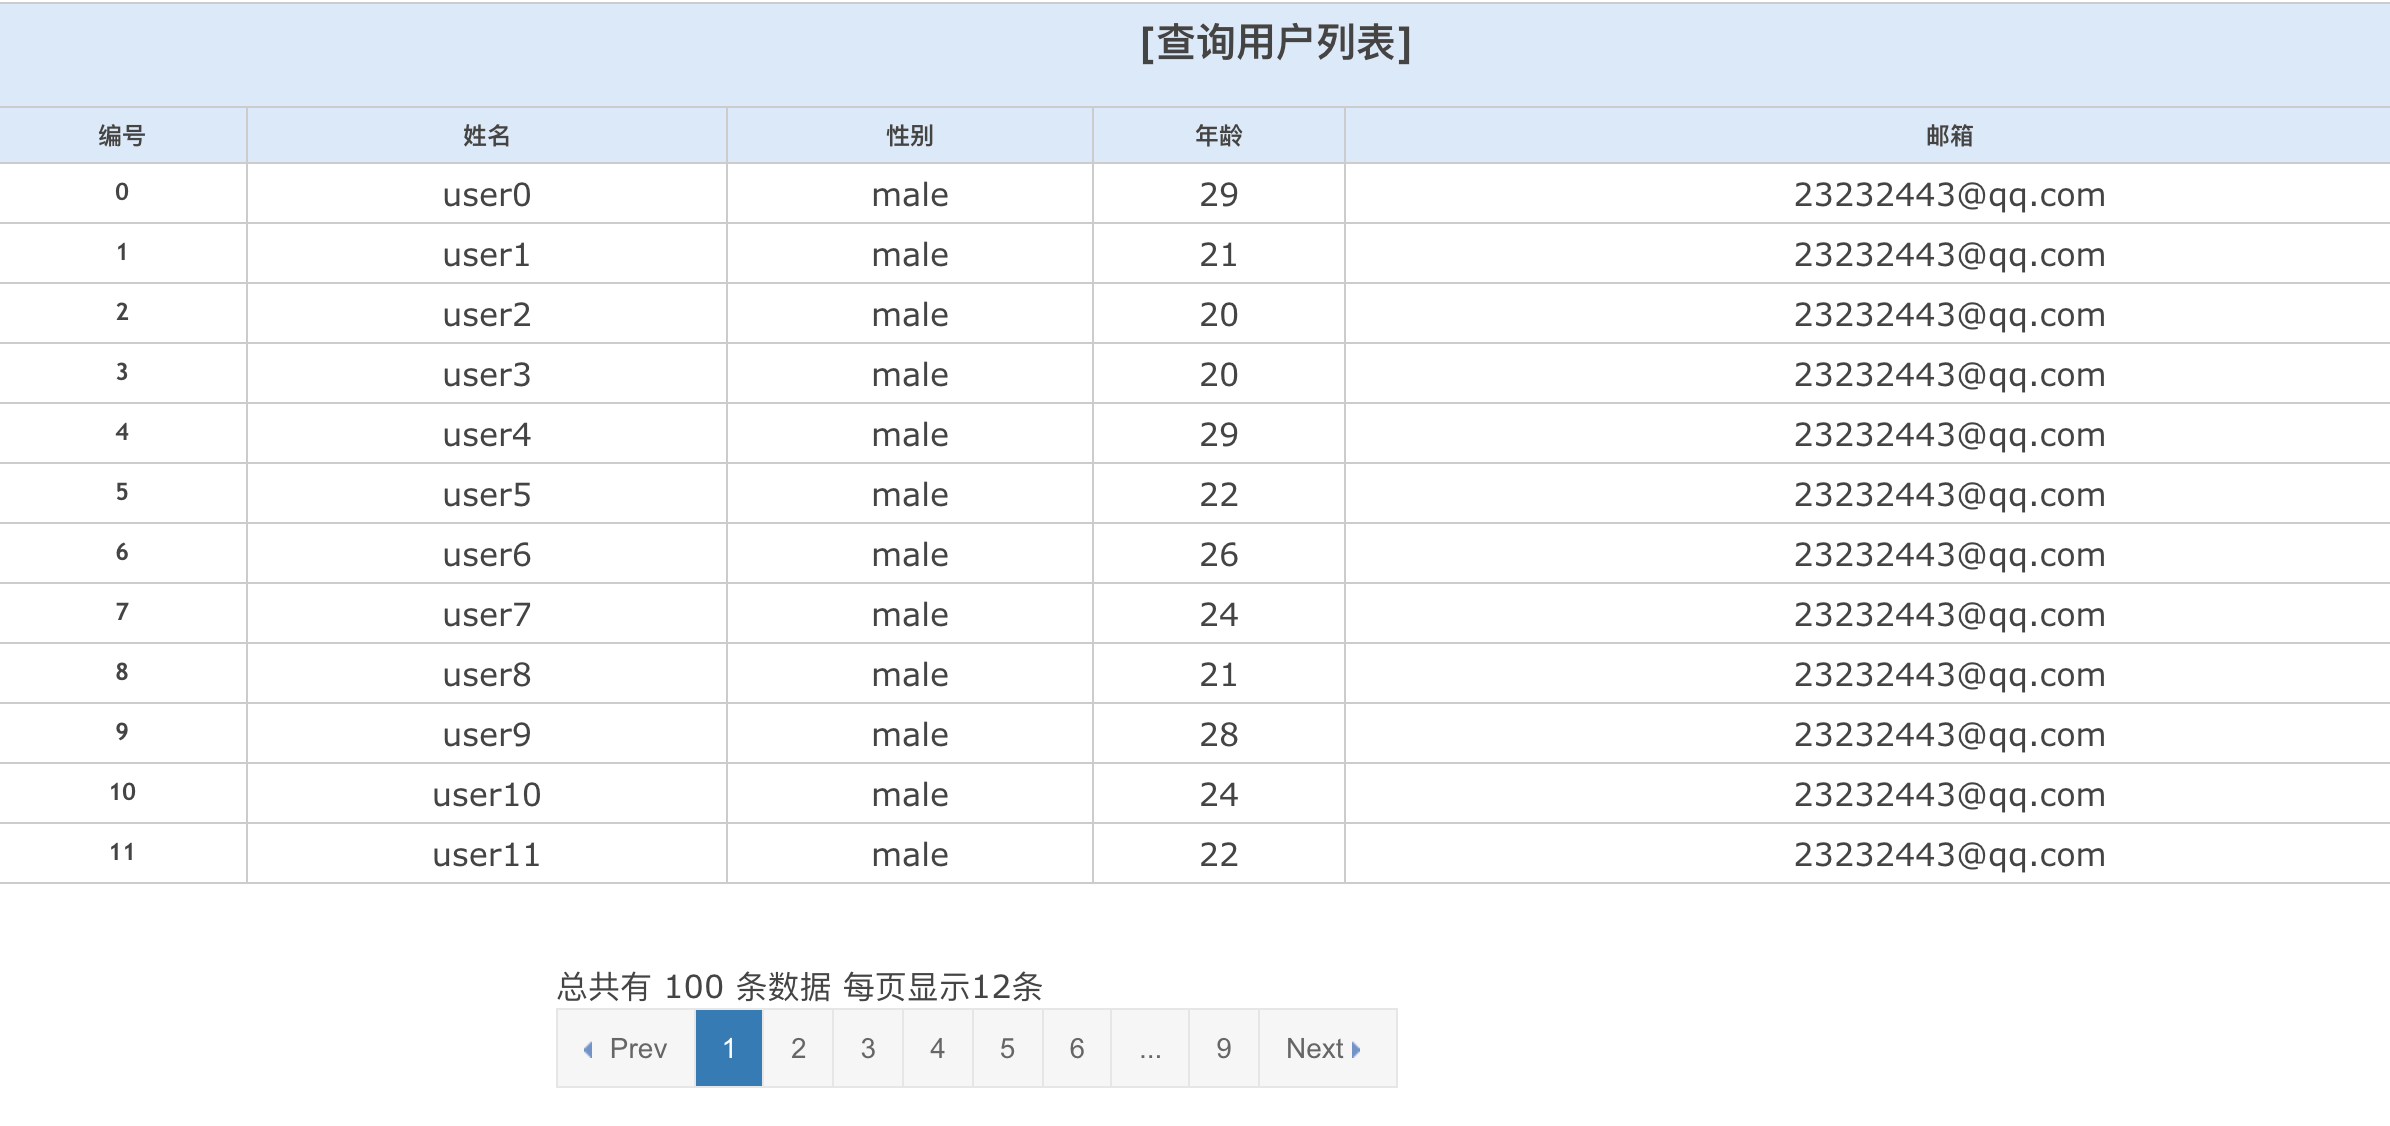 [查询用户列表]
编号 姓名 性别 年龄 邮箱
0 user0 male 29 23232443@qq.com
1 user1 male 21 23232443@qq.com
2 user2 male 20 23232443@qq.com
3 user3 male 20 23232443@qq.com
4 user4 male 29 23232443@qq.com
5 user5 male 22 23232443@qq.com
6 user6 male 26 23232443@qq.com
7 user7 male 24 23232443@qq.com
8 user8 male 21 23232443@qq.com
9 user9 male 28 23232443@qq.com
10 user10 male 24 23232443@qq.com
11 user11 male 22 23232443@qq.com
总共有 100 条数据 每页显示12条
Prev 1 2 3 4 5 6 ... 9 Next